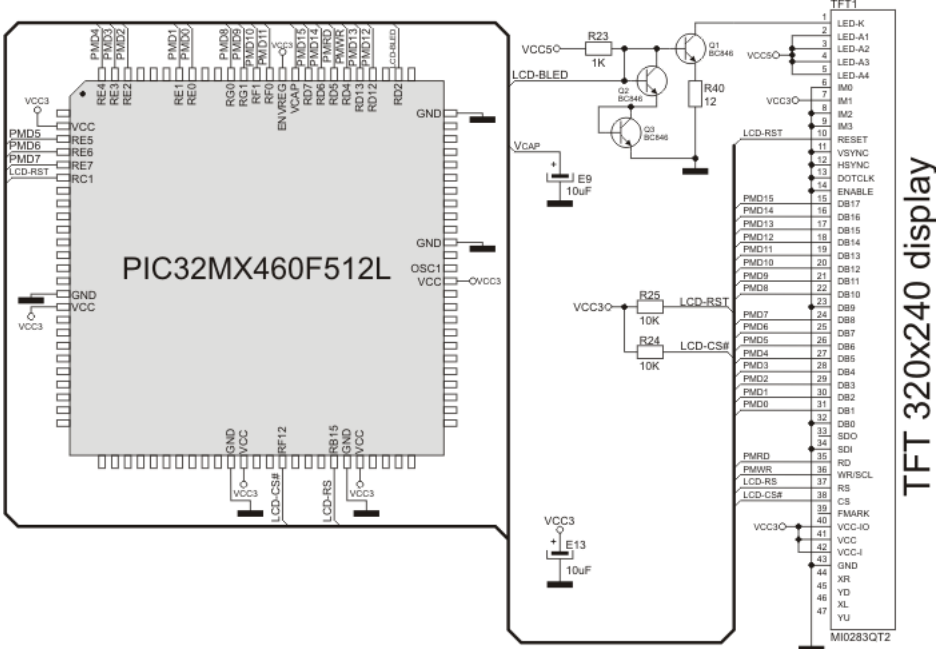 PMD4 PMD3 PMD2 PMD1 PMD0 PMD8 PMD9 PMD10 PMD11 VCC3 PMD15 PMD14 PMRD PMWR PMD13 PMD12 LCD-BLED
RE4 RE3 RE2 RE1 RE0 RG0 RG1 RF1 RF0 ENVREG VCAP RD7 RD6 RD5 RD4 RD13 RD12 RD2
VCC3
VCC
PMD5 RE5
PMD6 RE6
PMD7 RE7
LCD-RST RC1
GND
GND
OSC1
VCC VCC3
PIC32MX460F512L
GND
VCC
VCC3
GND VCC RF12 RB15 GND VCC
VCC3 LCD-CS# LCD-RS VCC3
VCC5 R23
1K
LCD-BLED
Q1
BC846
Q2
BC846
Q3
BC846
R40
12
VCAP
+
E9
10uF
VCC3 R25 LCD-RST
10K
R24 LCD-CS#
10K
VCC3
+
E13
10uF
TFT1
1 LED-K
2 LED-A1
3 LED-A2
VCC5 4 LED-A3
5 LED-A4
6 IM0
VCC3 7 IM1
8 IM2
9 IM3
LCD-RST 10 RESET
11 VSYNC
12 HSYNC
13 DOTCLK
14 ENABLE
PMD15 15 DB17
PMD14 16 DB16
PMD13 17 DB15
PMD12 18 DB14
PMD11 19 DB13
PMD10 20 DB12
PMD9 21 DB11
PMD8 22 DB10
23 DB9
PMD7 24 DB8
PMD6 25 DB7
PMD5 26 DB6
PMD4 27 DB5
PMD3 28 DB4
PMD2 29 DB3
PMD1 30 DB2
PMD0 31 DB1
32 DB0
33 SDO
34 SDI
PMRD 35 RD
PMWR 36 WR/SCL
LCD-RS 37 RS
LCD-CS# 38 CS
39 FMARK
VCC3 40 VCC-IO
41 VCC
42 VCC-I
43 GND
44 XR
45 YD
46 XL
47 YU
MI0283QT2
TFT 320x240 display